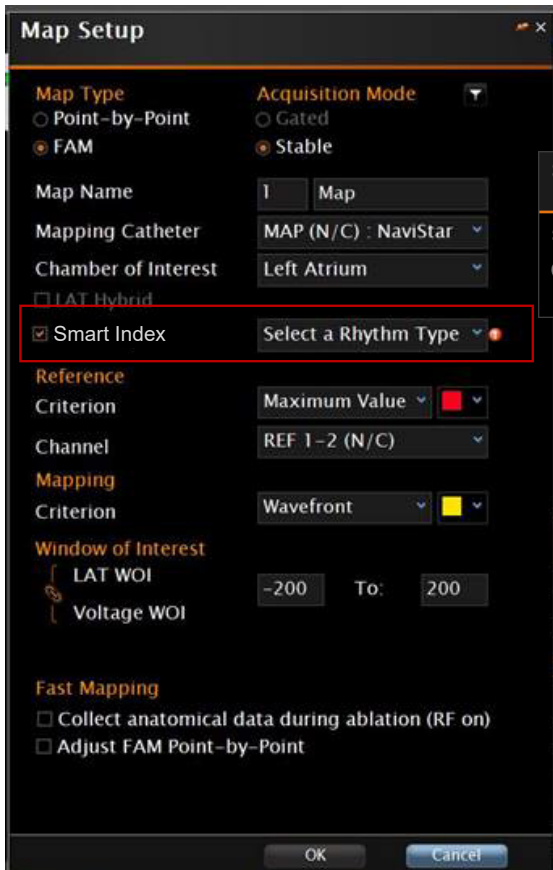 Map Setup
Map Type Acquisition Mode
Point-by-Point Gated
FAM Stable
Map Name 1 Map
Mapping Catheter MAP (N/C) : NaviStar
Chamber of Interest Left Atrium
LAT Hybrid
Smart Index Select a Rhythm Type
Reference
Criterion Maximum Value
Channel REF 1-2 (N/C)
Mapping
Criterion Wavefront
Window of Interest
LAT WOI
-200 To: 200
Voltage WOI
Fast Mapping
Collect anatomical data during ablation (RF on)
Adjust FAM Point-by-Point
OK Cancel